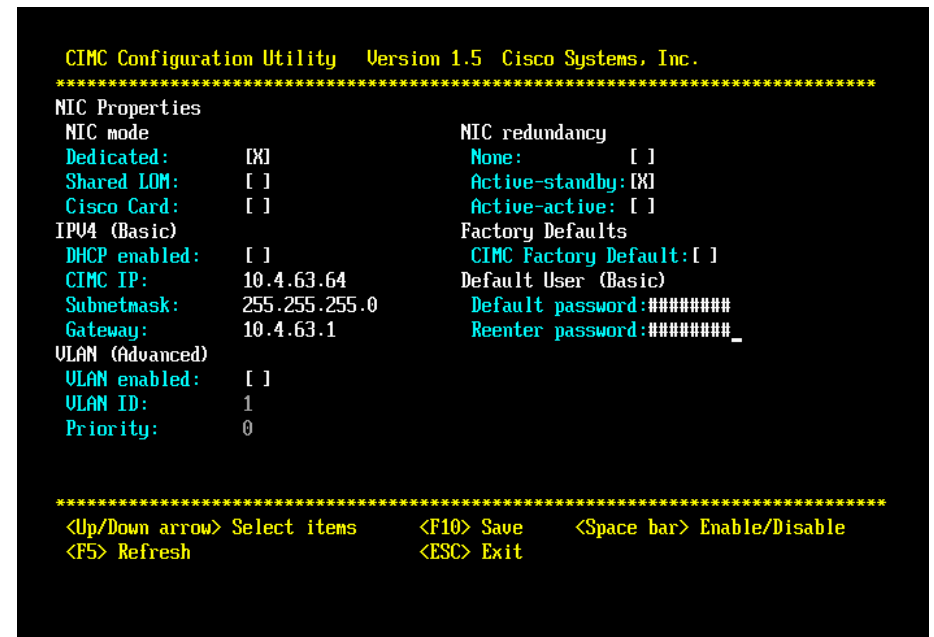 CIMC Configuration Utility   Version 1.5  Cisco Systems, Inc.
*******************************************************************************
NIC Properties
NIC mode                              NIC redundancy
Dedicated:       [X]                  None:          [ ]
Shared LOM:      [ ]                  Active-standby:[X]
Cisco Card:      [ ]                  Active-active: [ ]
IPV4 (Basic)                          Factory Defaults
DHCP enabled:    [ ]                  CIMC Factory Default:[ ]
CIMC IP:         10.4.63.64           Default User (Basic)
Subnetmask:      255.255.255.0        Default password:########
Gateway:         10.4.63.1            Reenter password:########_
VLAN (Advanced)
VLAN enabled:    [ ]
VLAN ID:         1
Priority:        0
********************************************************************************
<Up/Down arrow> Select items      <F10> Save     <Space bar> Enable/Disable
<F5> Refresh                      <ESC> Exit